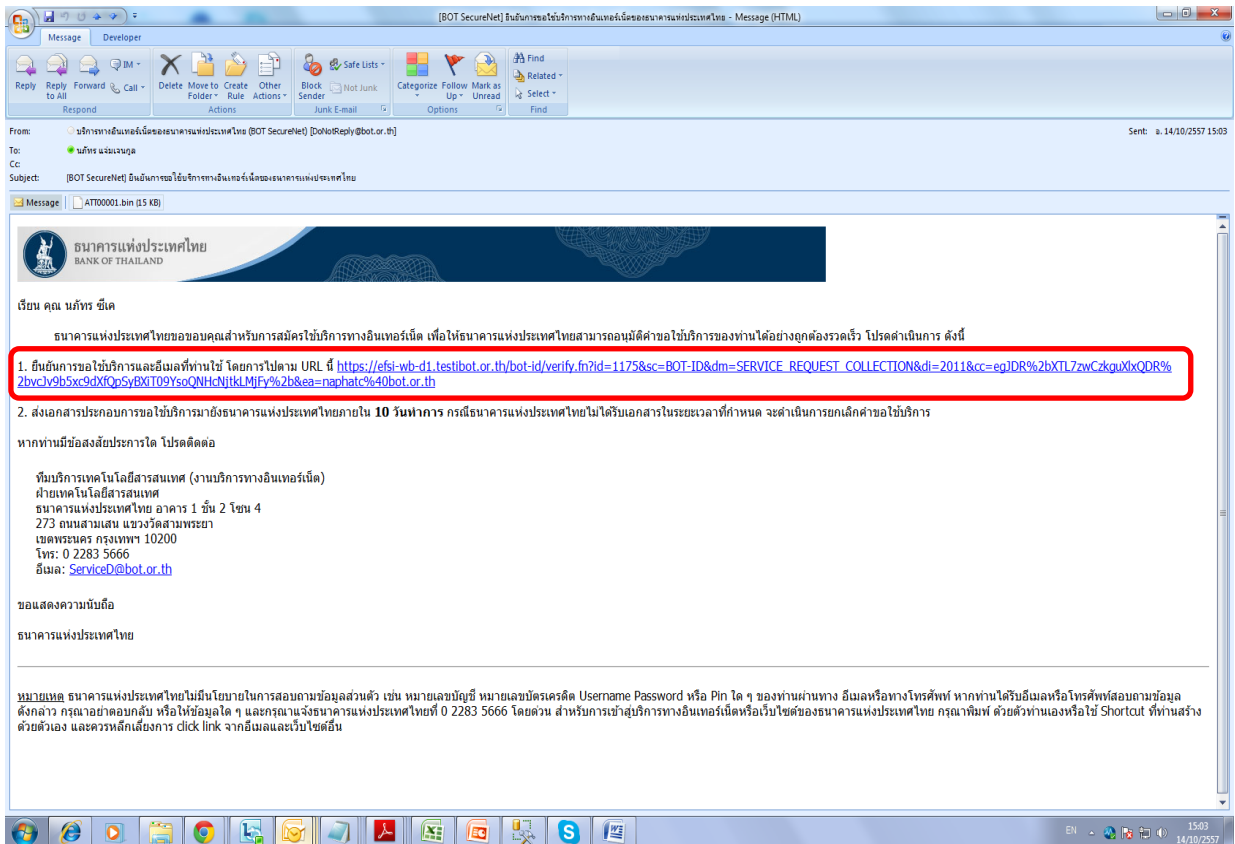 [BOT SecureNet] ยืนยันการขอใช้บริการทางอินเทอร์เน็ตของธนาคารแห่งประเทศไทย - Message (HTML)
Message Developer
Reply Reply to All Forward IM Call Delete Move to Folder Create Rule Other Actions Block Sender Safe Lists Not Junk Categorize Follow Up Mark as Unread Find Related Select
Respond Actions Junk E-mail Options Find
From: บริการทางอินเทอร์เน็ตของธนาคารแห่งประเทศไทย (BOT SecureNet) [DoNotReply@bot.or.th] Sent: อ. 14/10/2557 15:03
To: นภัทร แจ่มเจนกุล
Cc:
Subject: [BOT SecureNet] ยืนยันการขอใช้บริการทางอินเทอร์เน็ตของธนาคารแห่งประเทศไทย
Message ATT00001.bin (15 KB)
ธนาคารแห่งประเทศไทย
BANK OF THAILAND
เรียน คุณ นภัทร ซีเค
ธนาคารแห่งประเทศไทยขอขอบคุณสำหรับการสมัครใช้บริการทางอินเทอร์เน็ต เพื่อให้ธนาคารแห่งประเทศไทยสามารถอนุมัติคำขอใช้บริการของท่านได้อย่างถูกต้องรวดเร็ว โปรดดำเนินการ ดังนี้
1. ยืนยันการขอใช้บริการและอีเมลที่ท่านใช้ โดยการไปตาม URL นี้ https://efsi-wb-d1.testibot.or.th/bot-id/verify.fn?id=1175&sc=BOT-ID&dm=SERVICE_REQUEST_COLLECTION&di=2011&cc=egJDR%2bXTL7zwCzkguXlxQDR%
2bvcJv9b5xc9dXfQpSyBXiT09YsoQNHcNjtkLMjFy%2b&ea=naphatc%40bot.or.th
2. ส่งเอกสารประกอบการขอใช้บริการมายังธนาคารแห่งประเทศไทยภายใน 10 วันทำการ กรณีธนาคารแห่งประเทศไทยไม่ได้รับเอกสารในระยะเวลาที่กำหนด จะดำเนินการยกเลิกคำขอใช้บริการ
หากท่านมีข้อสงสัยประการใด โปรดติดต่อ
ทีมบริการเทคโนโลยีสารสนเทศ (งานบริการทางอินเทอร์เน็ต)
ฝ่ายเทคโนโลยีสารสนเทศ
ธนาคารแห่งประเทศไทย อาคาร 1 ชั้น 2 โซน 4
273 ถนนสามเสน แขวงวัดสามพระยา
เขตพระนคร กรุงเทพฯ 10200
โทร: 0 2283 5666
อีเมล: ServiceD@bot.or.th
ขอแสดงความนับถือ
ธนาคารแห่งประเทศไทย
หมายเหตุ ธนาคารแห่งประเทศไทยไม่มีนโยบายในการสอบถามข้อมูลส่วนตัว เช่น หมายเลขบัญชี หมายเลขบัตรเครดิต Username Password หรือ Pin ใด ๆ ของท่านผ่านทาง อีเมลหรือทางโทรศัพท์ หากท่านได้รับอีเมลหรือโทรศัพท์สอบถามข้อมูล
ดังกล่าว กรุณาอย่าตอบกลับ หรือให้ข้อมูลใด ๆ และกรุณาแจ้งธนาคารแห่งประเทศไทยที่ 0 2283 5666 โดยด่วน สำหรับการเข้าสู่บริการทางอินเทอร์เน็ตหรือเว็บไซต์ของธนาคารแห่งประเทศไทย กรุณาพิมพ์ ด้วยตัวท่านเองหรือใช้ Shortcut ที่ท่านสร้าง
ด้วยตัวเอง และควรหลีกเลี่ยงการ click link จากอีเมลและเว็บไซต์อื่น
EN 15:03
14/10/2557